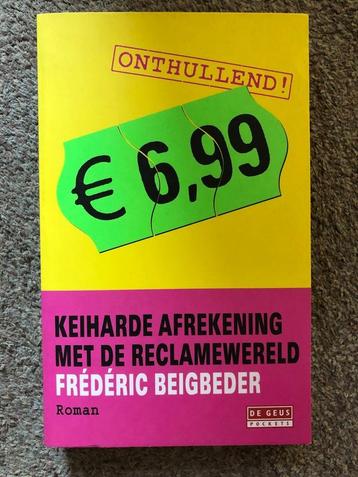 ONTHULLEND!
€ 6,99
KEIHARDE AFREKENING
MET DE RECLAMEWERELD
FRÉDÉRIC BEIGBEDER
Roman
DE GEUS
POCKETS